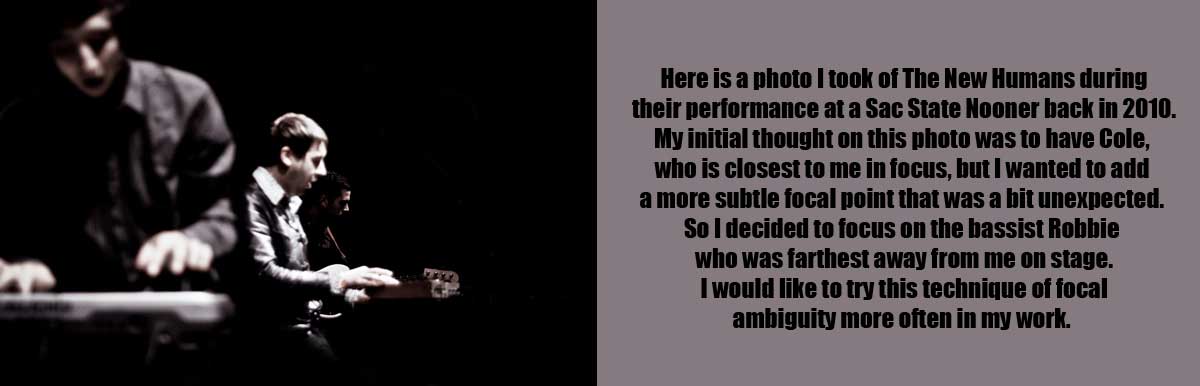 Here is a photo I took of The New Humans during
their performance at a Sac State Nooner back in 2010.
My initial thought on this photo was to have Cole,
who is closest to me in focus, but I wanted to add
a more subtle focal point that was a bit unexpected.
So I decided to focus on the bassist Robbie
who was farthest away from me on stage.
I would like to try this technique of focal
ambiguity more often in my work.